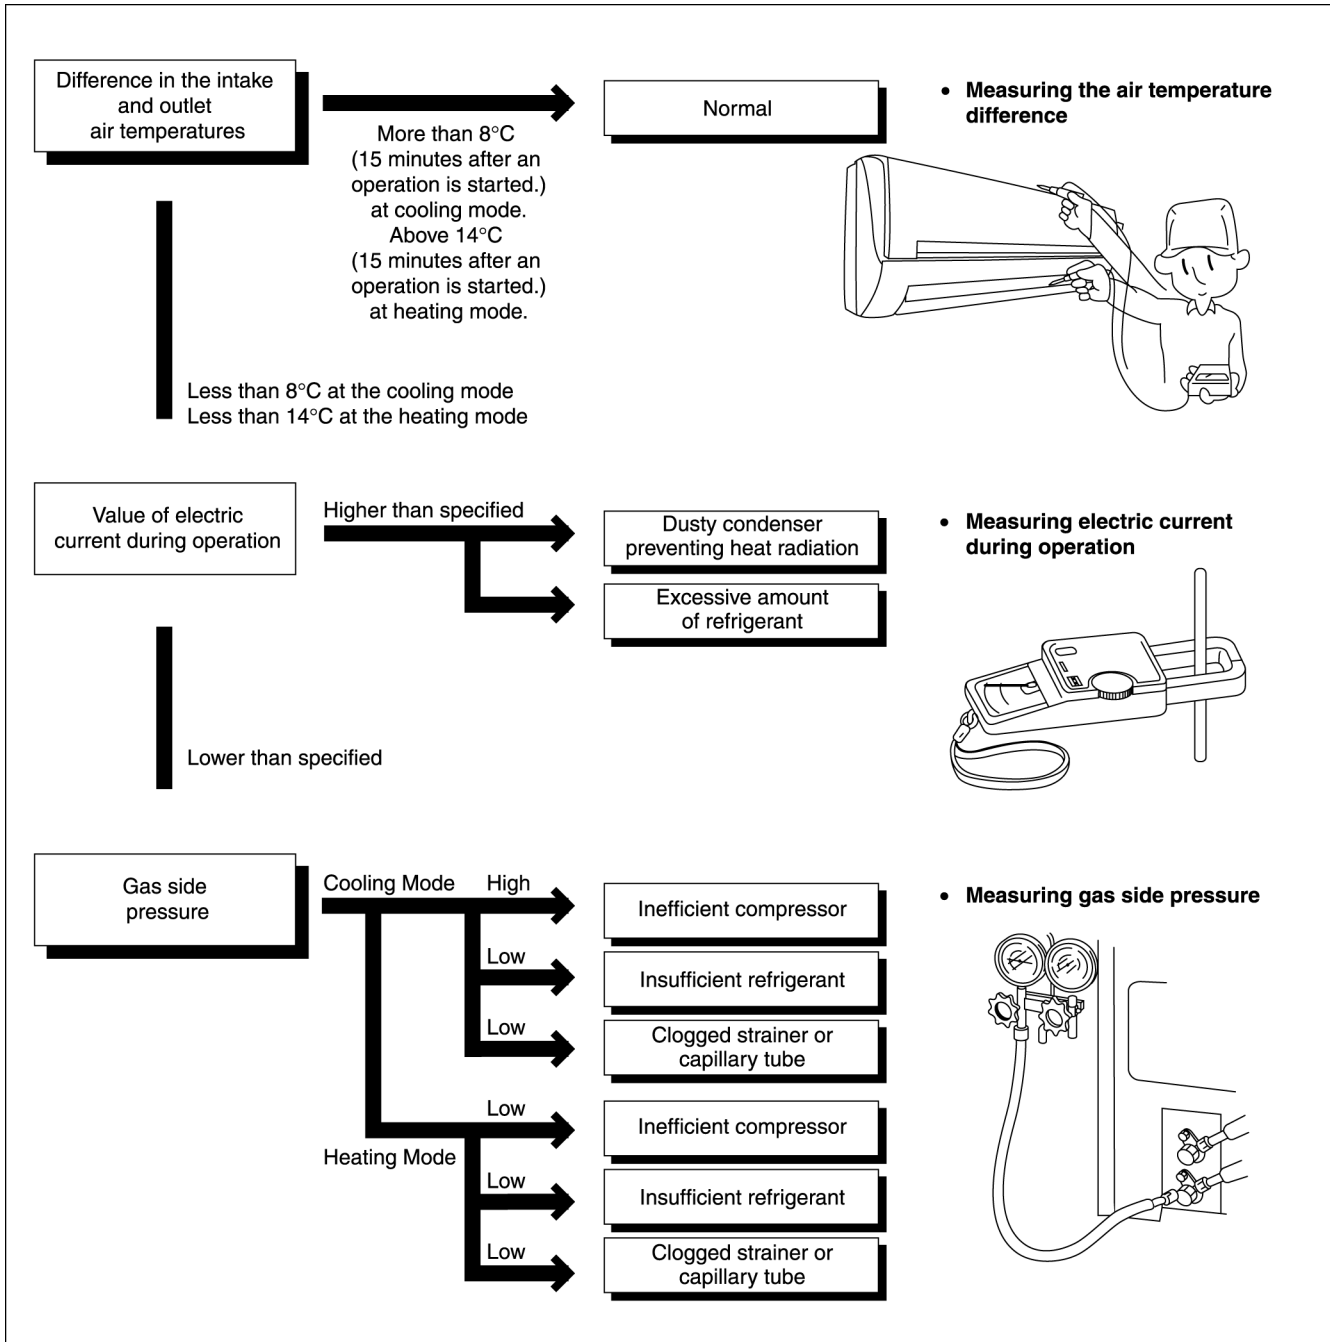 Difference in the intake
and outlet
air temperatures
More than 8°C
(15 minutes after an
operation is started.)
at cooling mode.
Above 14°C
(15 minutes after an
operation is started.)
at heating mode.
Normal
• Measuring the air temperature
difference
Less than 8°C at the cooling mode
Less than 14°C at the heating mode
Value of electric
current during operation
Higher than specified
Dusty condenser
preventing heat radiation
Excessive amount
of refrigerant
• Measuring electric current
during operation
Lower than specified
Gas side
pressure
Cooling Mode
High
Inefficient compressor
Low
Insufficient refrigerant
Low
Clogged strainer or
capillary tube
Heating Mode
Low
Inefficient compressor
Low
Insufficient refrigerant
Low
Clogged strainer or
capillary tube
• Measuring gas side pressure